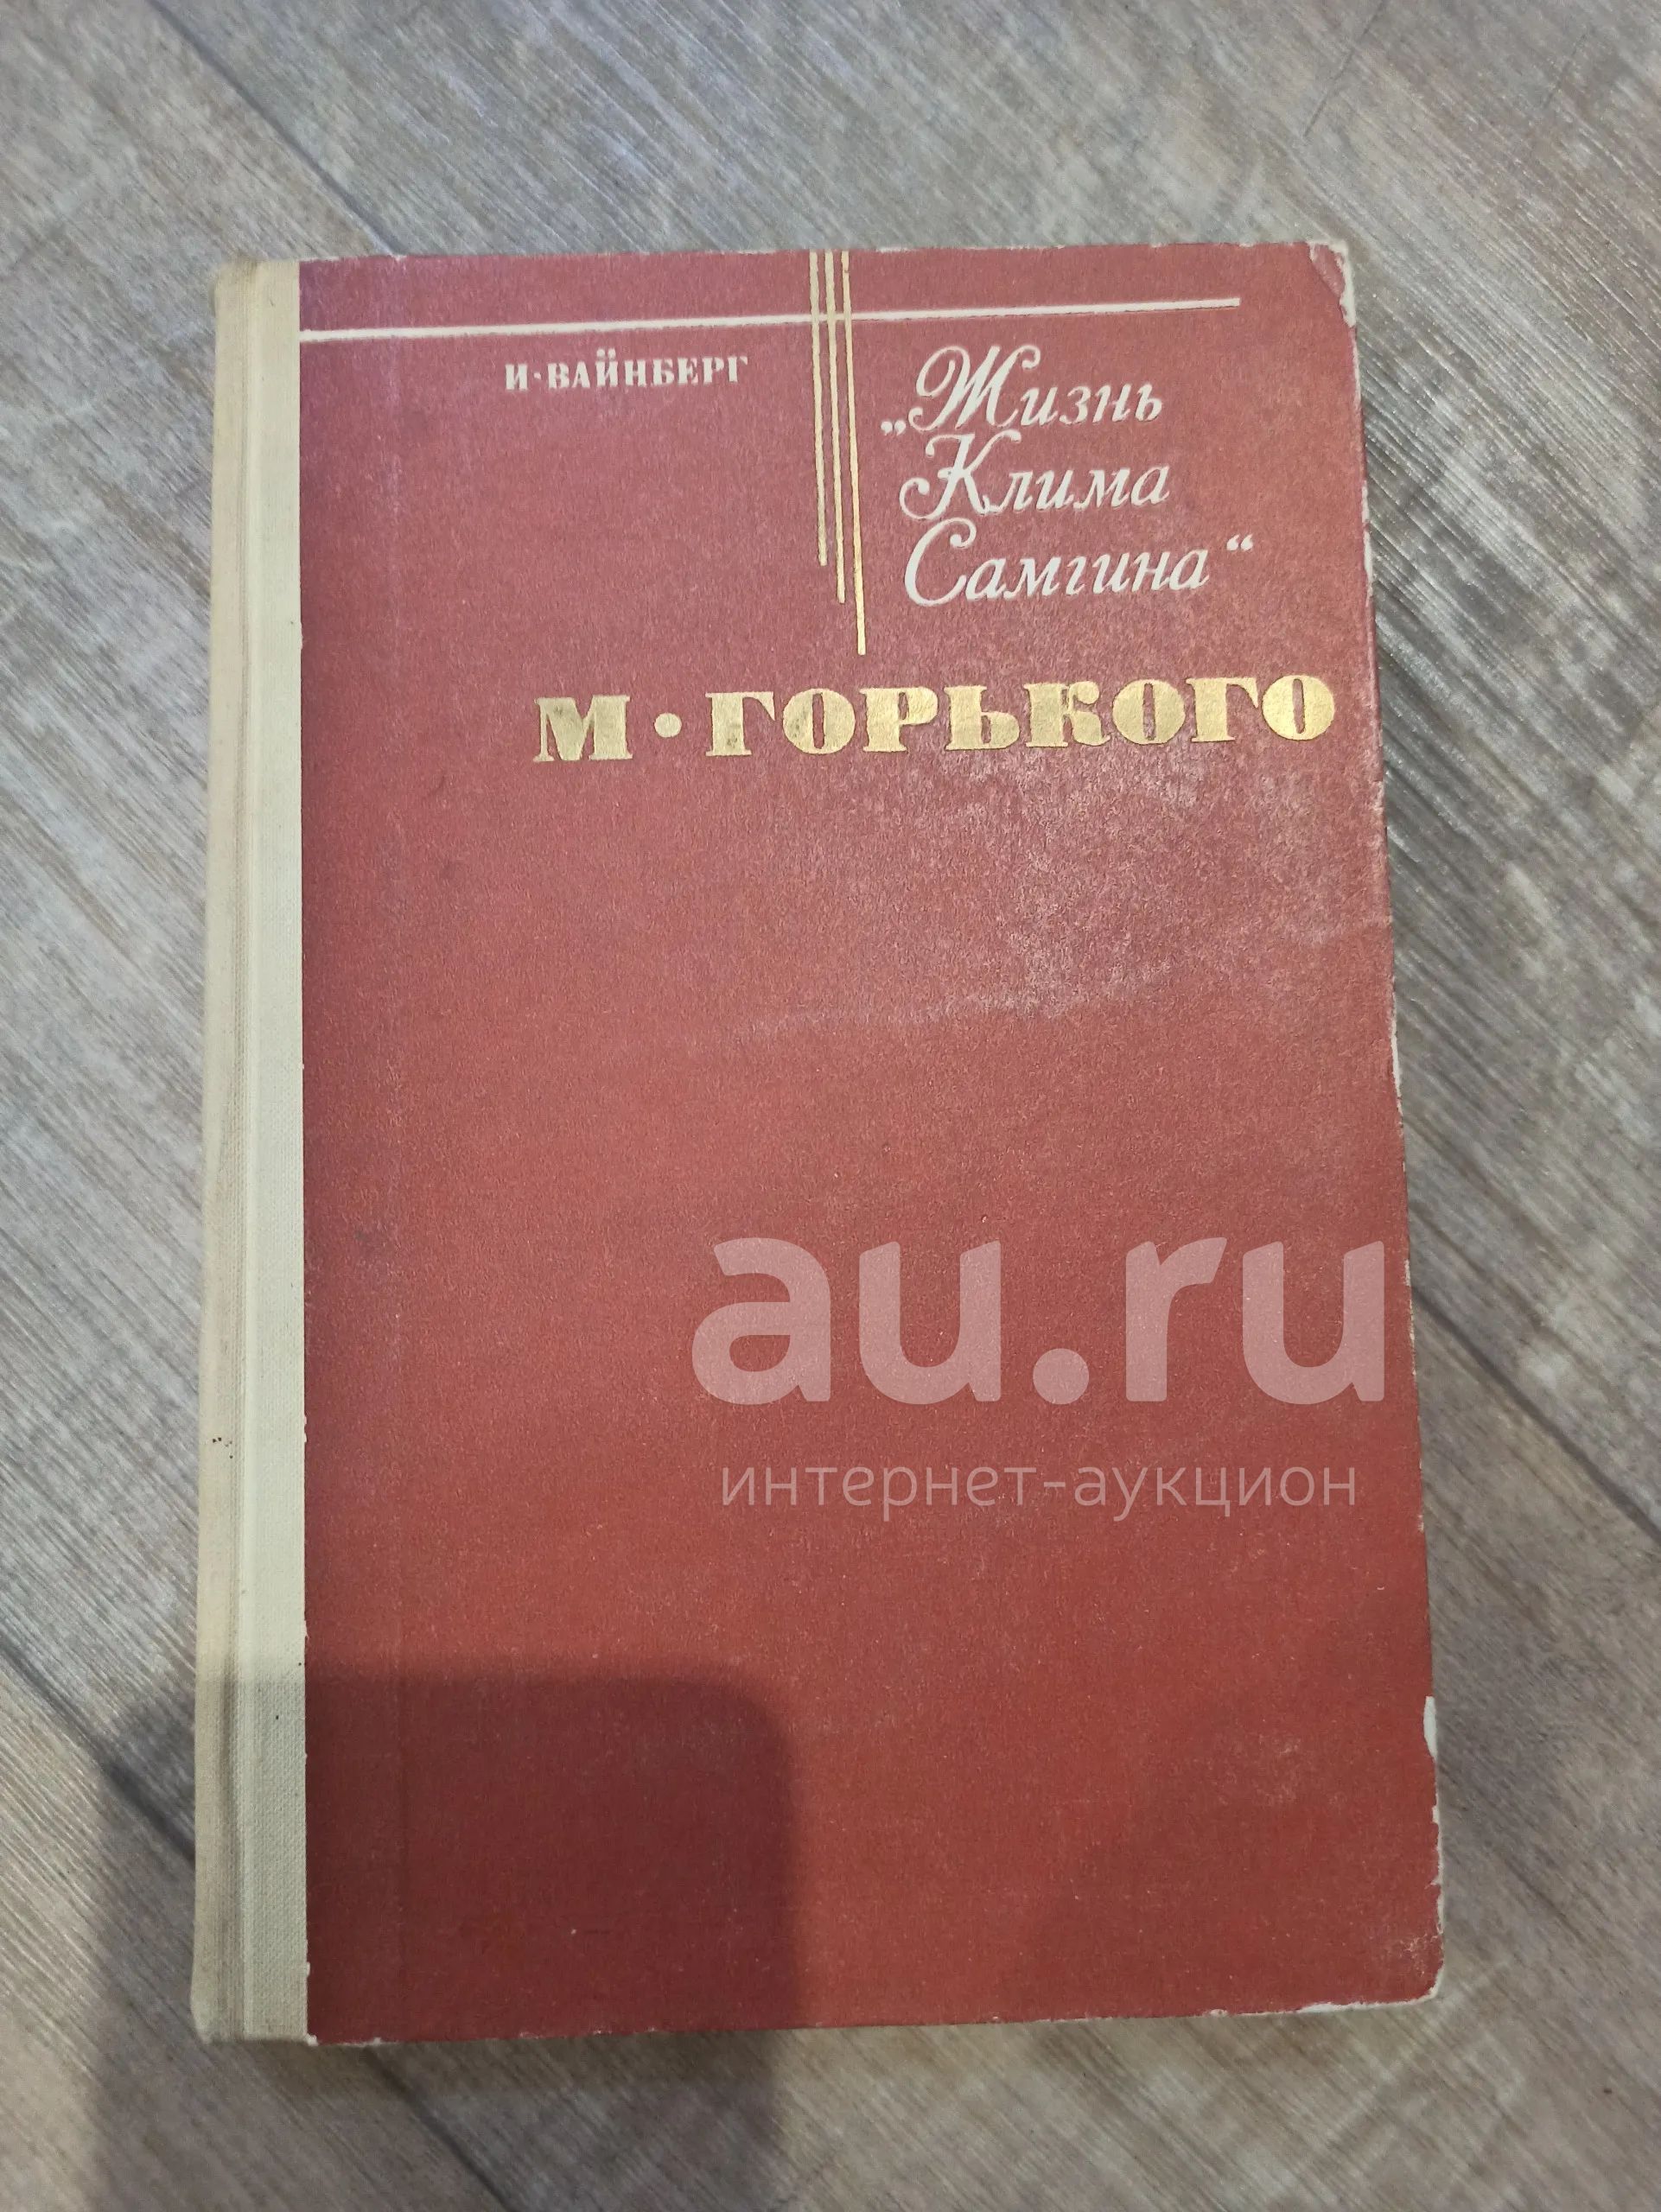 И·ВАЙНБЕРГ
„Жизнь
Клима
Самгина“
М·ГОРЬКОГО
au.ru
интернет-аукцион